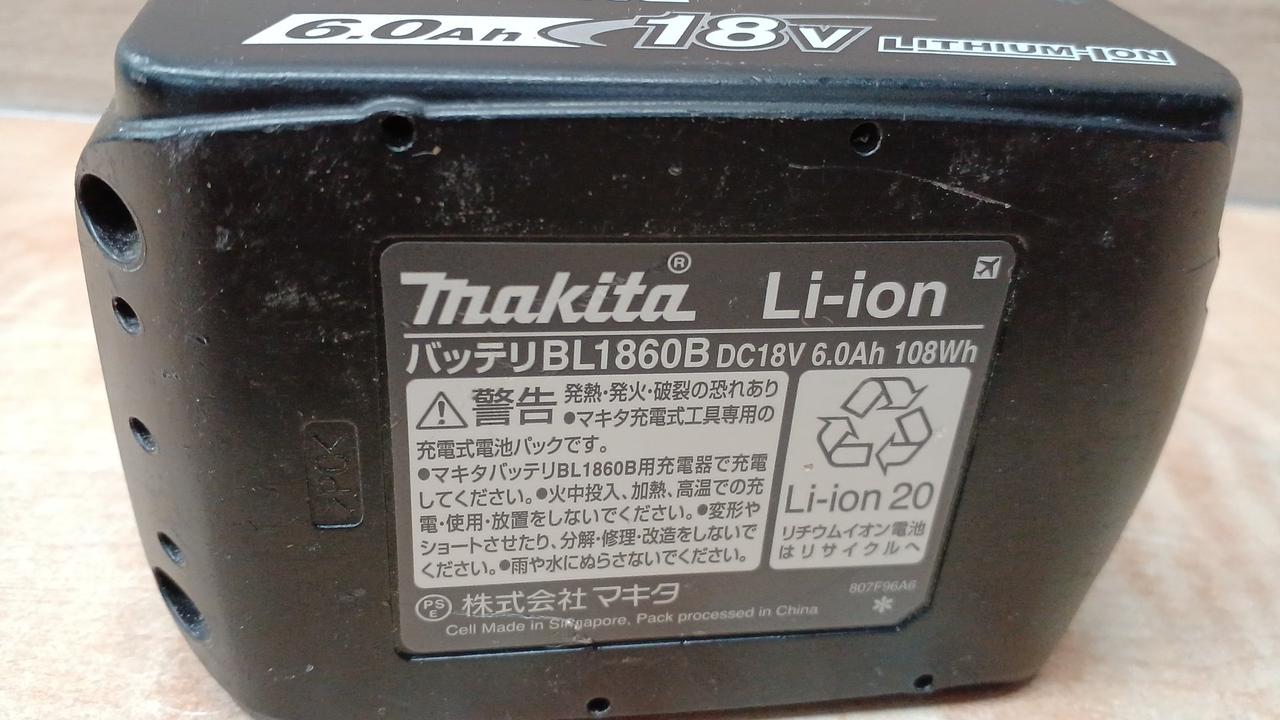 6.0Ah 18V LITHIUM-ION
makita® Li-ion
バッテリBL1860B DC18V 6.0Ah 108Wh
警告 発熱・発火・破裂の恐れあり
●マキタ充電式工具専用の
充電式電池パックです。
●マキタバッテリBL1860B用充電器で充電
してください。●火中投入、加熱、高温での充
電・使用・放置をしないでください。●変形や
ショートさせたり、分解・修理・改造をしないで
ください。●雨や水にぬらさないでください。
Li-ion 20
リチウムイオン電池
はリサイクルへ
807F96A6
PS
E
株式会社 マキタ
Cell Made in Singapore, Pack processed in China
>PC<